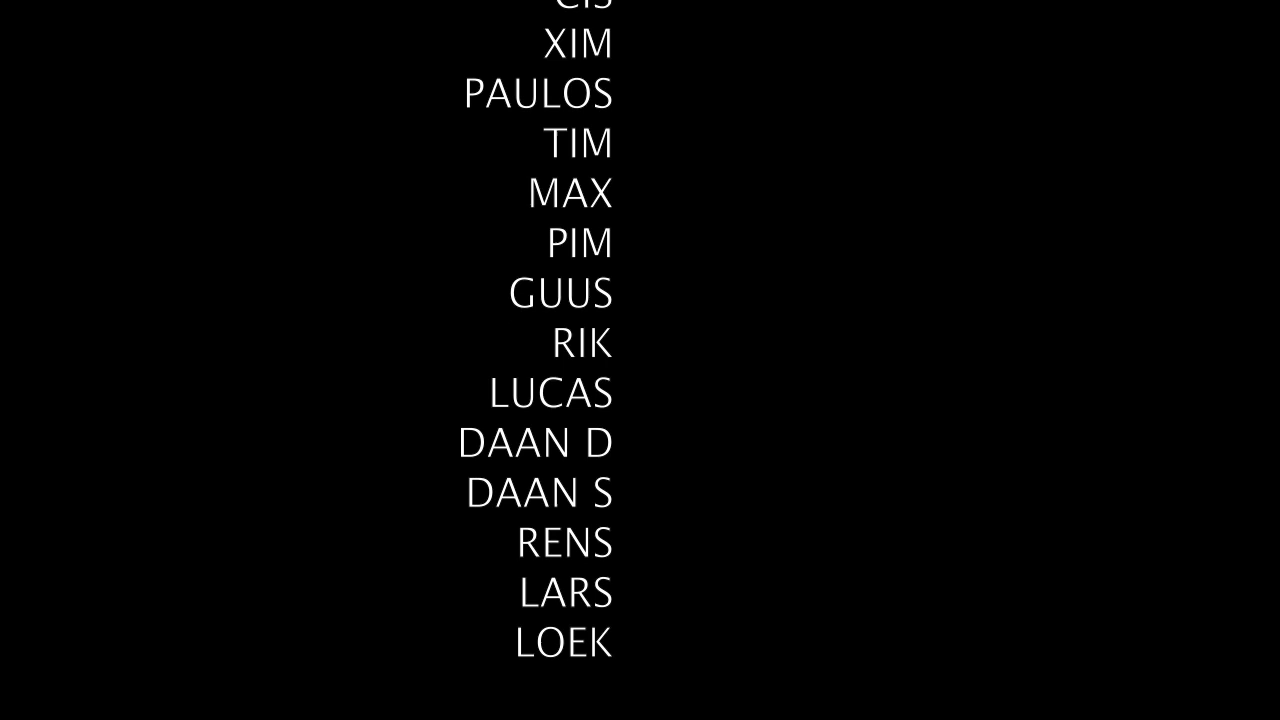 XIM
PAULOS
TIM
MAX
PIM
GUUS
RIK
LUCAS
DAAN D
DAAN S
RENS
LARS
LOEK